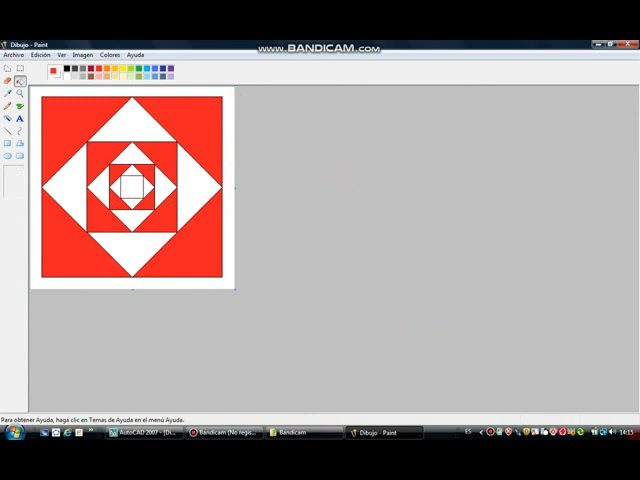 WWW.BANDICAM.COM
Dibujo - Paint
Archivo Edición Ver Imagen Colores Ayuda
A
Para obtener Ayuda, haga clic en Temas de Ayuda en el menú Ayuda.
AutoCAD 2007 - [Di... Bandicam [No regis... Bandicam Dibujo - Paint ES 14:15